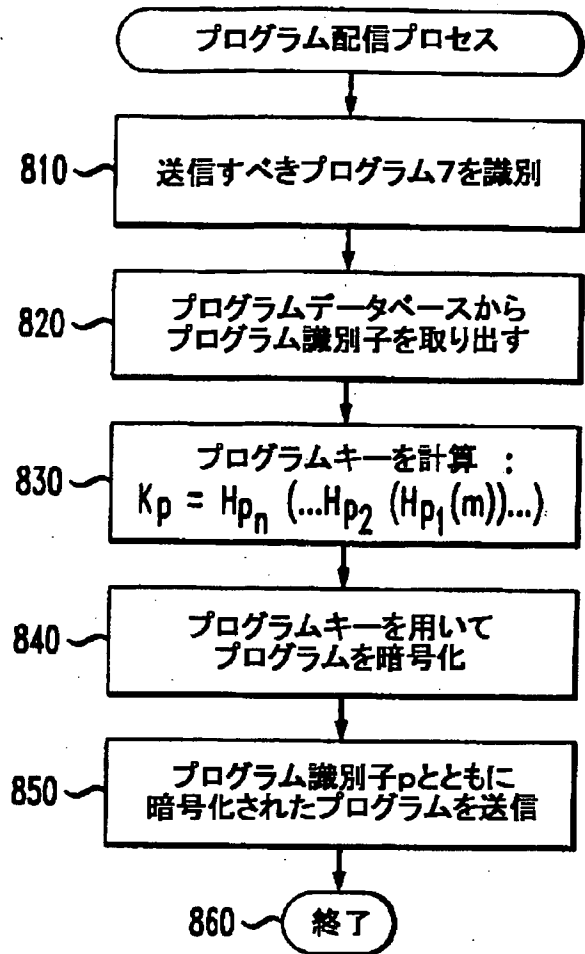 プログラム配信プロセス
810
送信すべきプログラム7を識別
820
プログラムデータベースから
プログラム識別子を取り出す
830
プログラムキーを計算：
Kp = Hpn (...Hp2 (Hp1(m))...)
840
プログラムキーを用いて
プログラムを暗号化
850
プログラム識別子pとともに
暗号化されたプログラムを送信
860
終了